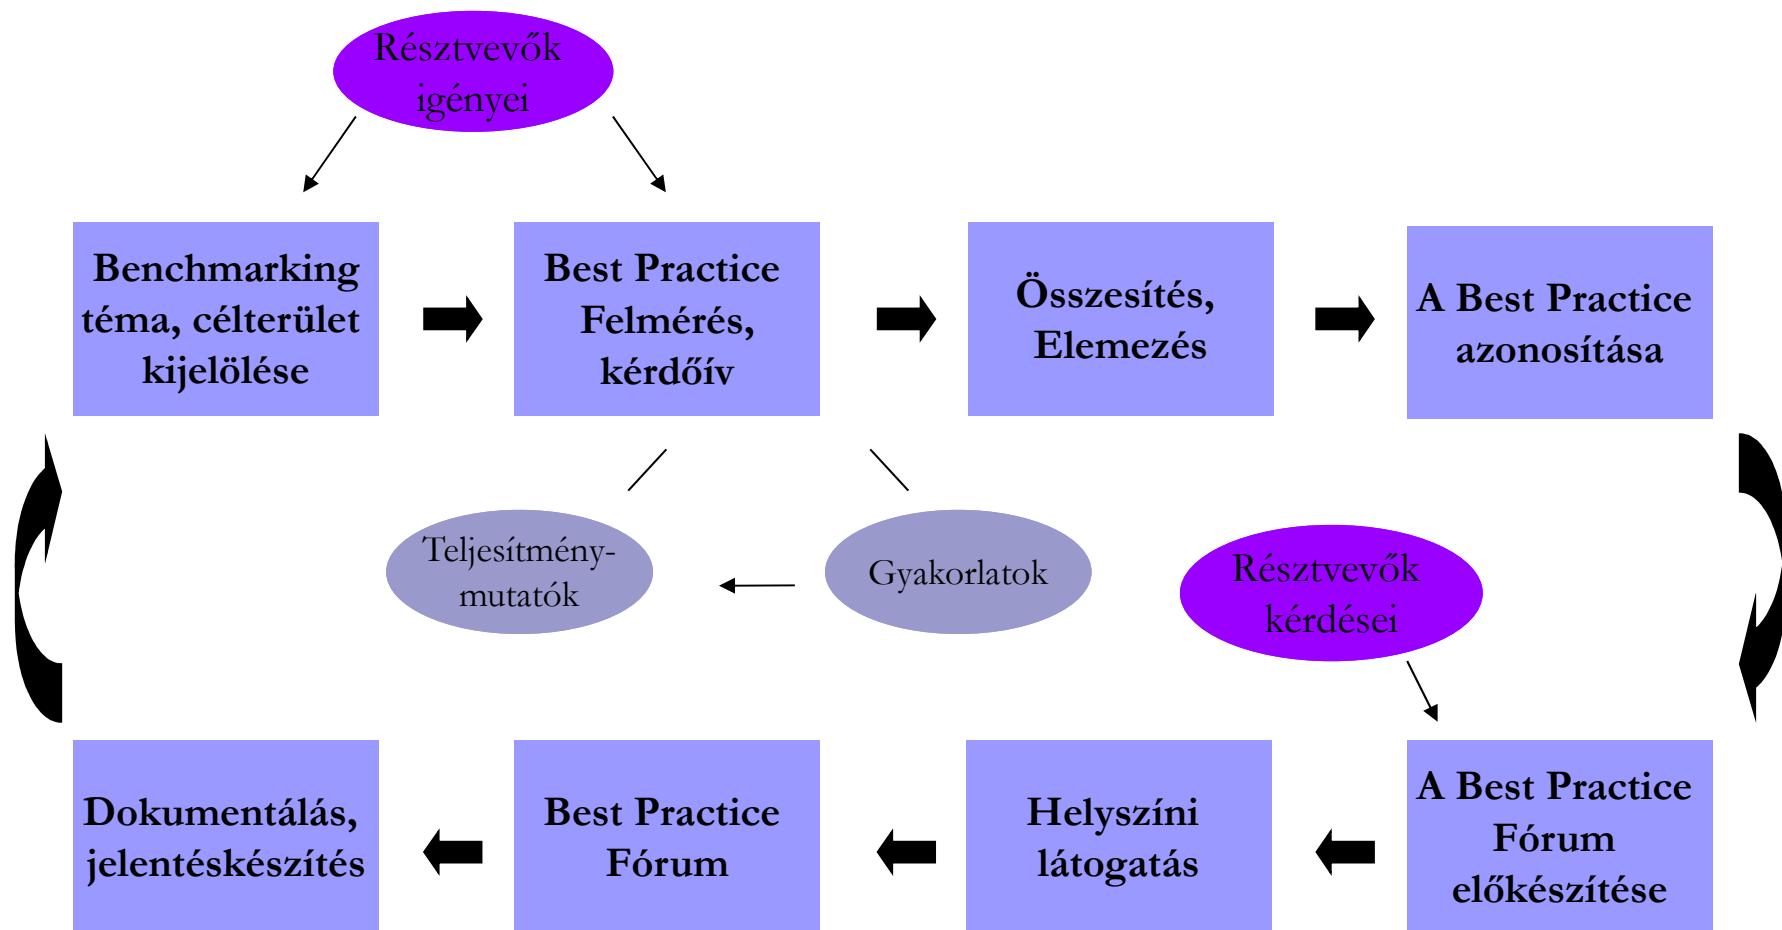 Résztvevők
igényei
Benchmarking
téma, célterület
kijelölése
Best Practice
Felmérés,
kérdőív
Összesítés,
Elemezés
A Best Practice
azonosítása
Teljesítmény-
mutatók
Gyakorlatok
Résztvevők
kérdései
Dokumentálás,
jelentéskészítés
Best Practice
Fórum
Helyszíni
látogatás
A Best Practice
Fórum
előkészítése